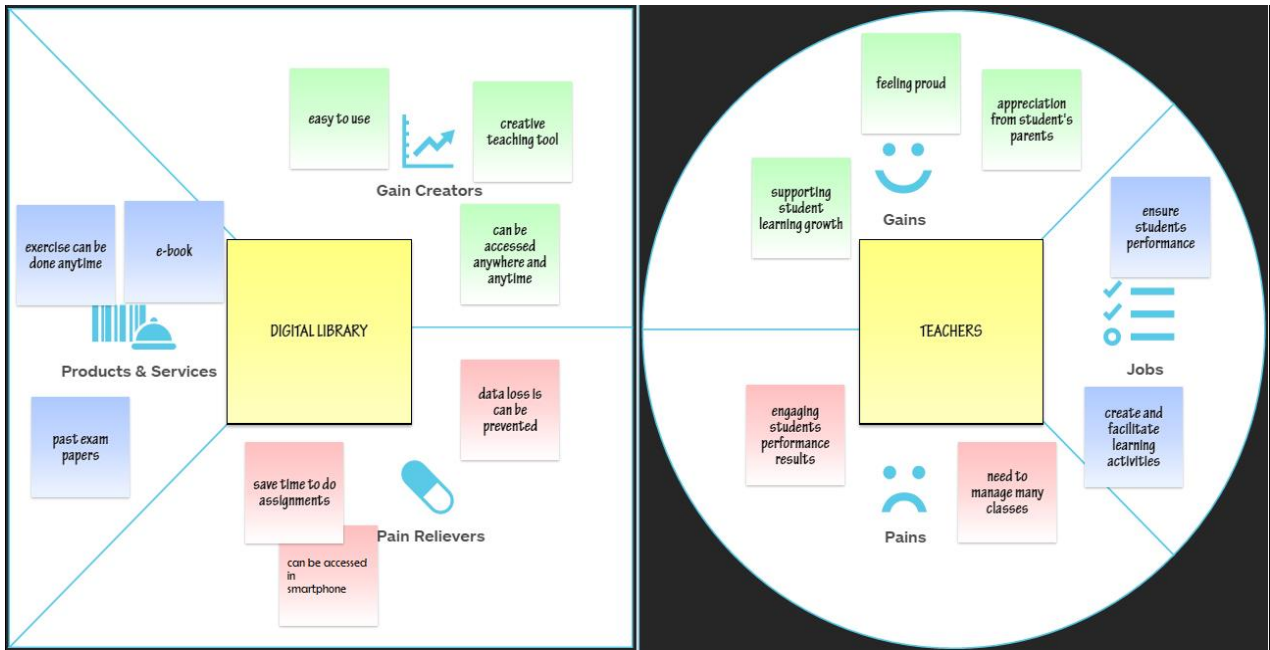 easy to use
creative
teaching tool
Gain Creators
can be
accessed
anywhere and
anytime
exercise can be
done anytime
e-book
Products & Services
past exam
papers
DIGITAL LIBRARY
data loss is
can be
prevented
save time to do
assignments
Pain Relievers
can be accessed
in
smartphone
feeling proud
appreciation
from student's
parents
supporting
student
learning growth
Gains
ensure
students
performance
Jobs
create and
facilitate
learning
activities
TEACHERS
engaging
students
performance
results
need to
manage many
classes
Pains